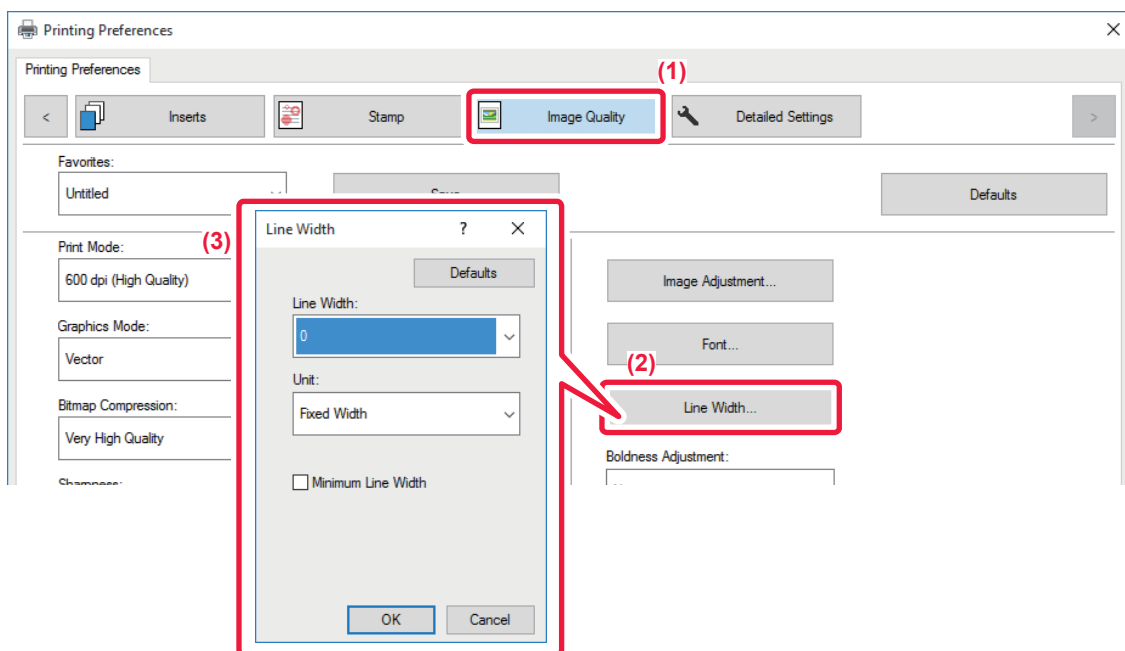 Printing Preferences
Printing Preferences
(1)
<
Inserts
Stamp
Image Quality
Detailed Settings
>
Favorites:
Untitled
Save
Defaults
Print Mode:
600 dpi (High Quality)
Graphics Mode:
Vector
Bitmap Compression:
Very High Quality
Sharpness:
(3)
Line Width
?
Defaults
Line Width:
0
Unit:
Fixed Width
Minimum Line Width
OK
Cancel
Image Adjustment...
Font...
(2)
Line Width...
Boldness Adjustment: